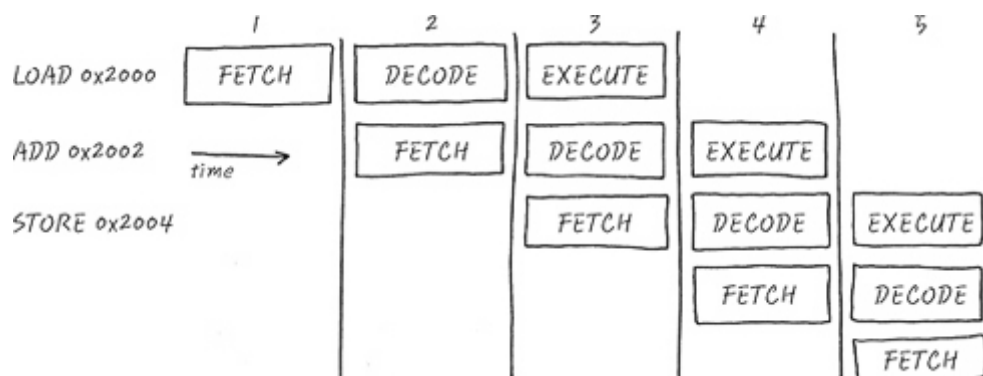 1 2 3 4 5
LOAD 0x2000 FETCH DECODE EXECUTE
ADD 0x2002 time FETCH DECODE EXECUTE
STORE 0x2004 FETCH DECODE EXECUTE
FETCH DECODE
FETCH